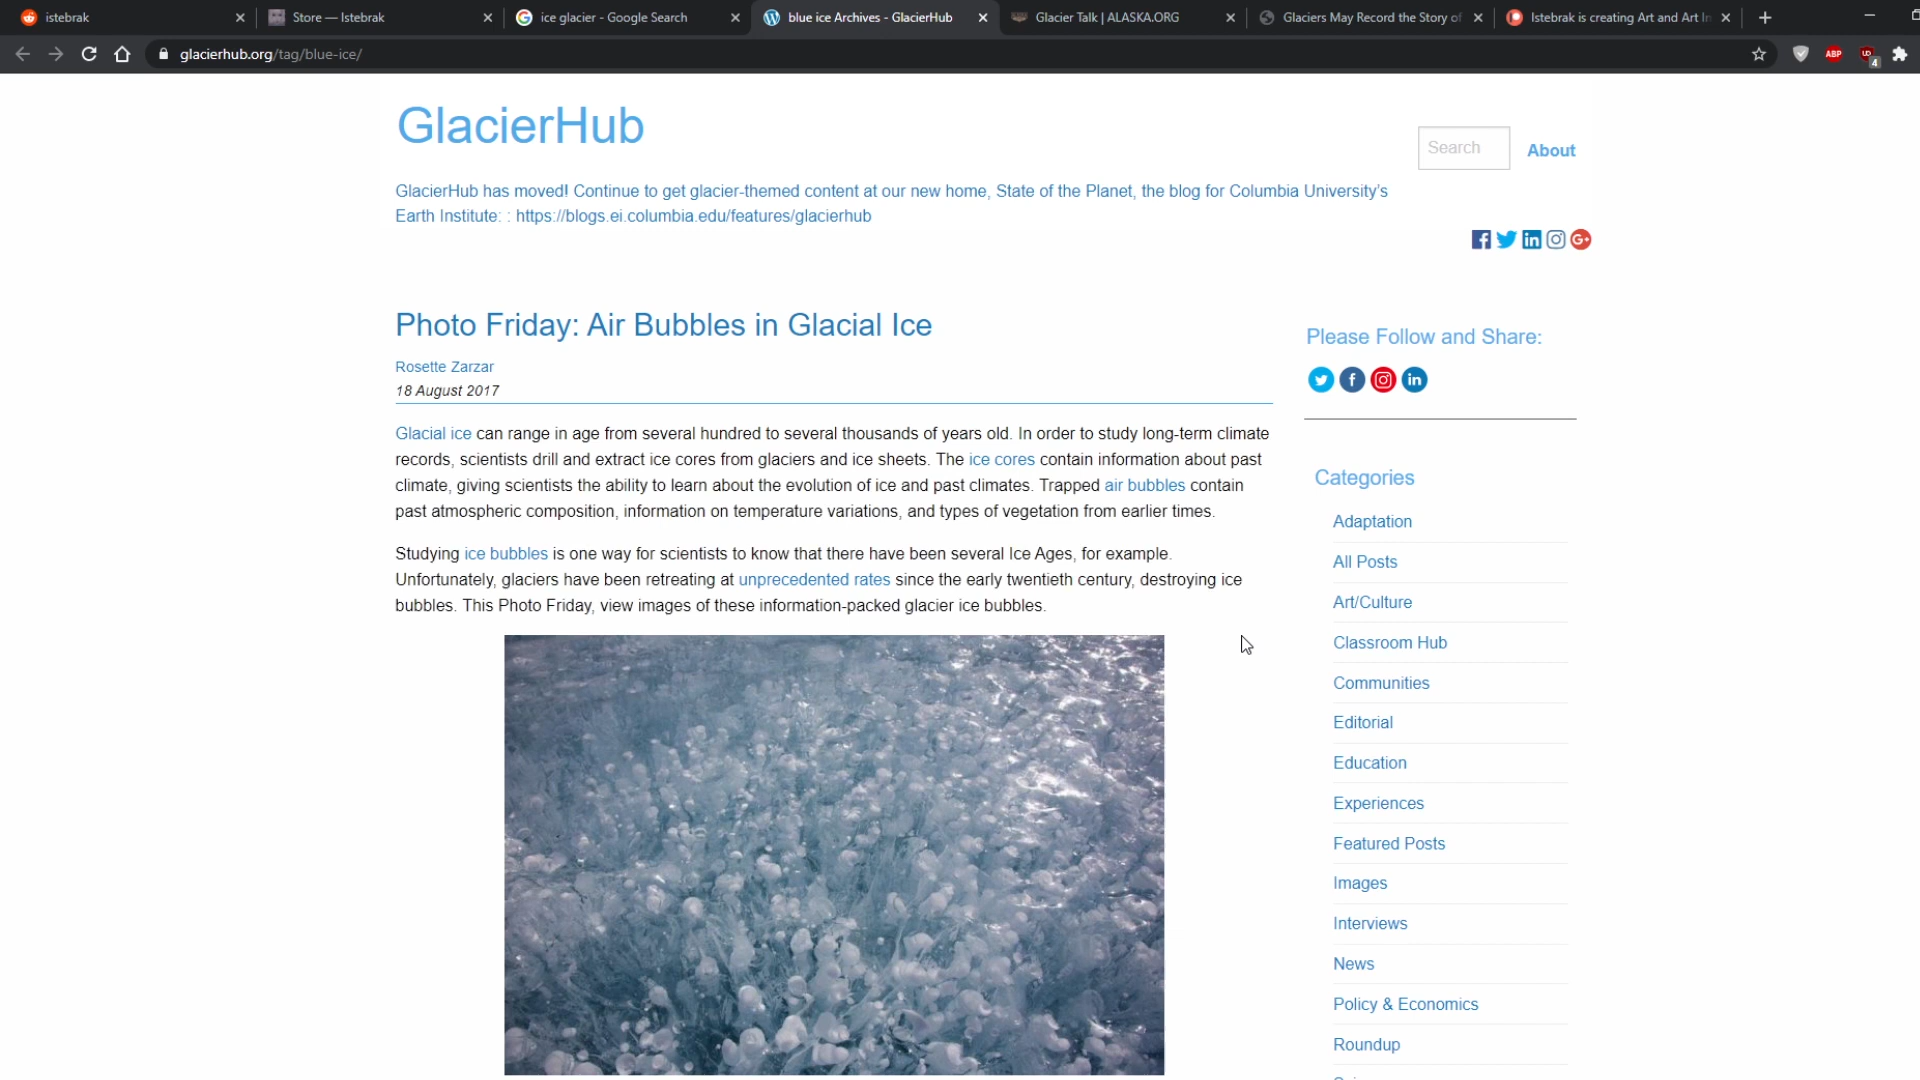 istebrak
Store — Istebrak
ice glacier - Google Search
blue ice Archives - GlacierHub
Glacier Talk | ALASKA.ORG
Glaciers May Record the Story of
Istebrak is creating Art and Art In
glacierhub.org/tag/blue-ice/
ABP
4
GlacierHub
Search
About
GlacierHub has moved! Continue to get glacier-themed content at our new home, State of the Planet, the blog for Columbia University's
Earth Institute: : https://blogs.ei.columbia.edu/features/glacierhub
Photo Friday: Air Bubbles in Glacial Ice
Rosette Zarzar
18 August 2017
Glacial ice can range in age from several hundred to several thousands of years old. In order to study long-term climate
records, scientists drill and extract ice cores from glaciers and ice sheets. The ice cores contain information about past
climate, giving scientists the ability to learn about the evolution of ice and past climates. Trapped air bubbles contain
past atmospheric composition, information on temperature variations, and types of vegetation from earlier times.
Studying ice bubbles is one way for scientists to know that there have been several Ice Ages, for example.
Unfortunately, glaciers have been retreating at unprecedented rates since the early twentieth century, destroying ice
bubbles. This Photo Friday, view images of these information-packed glacier ice bubbles.
Please Follow and Share:
Categories
Adaptation
All Posts
Art/Culture
Classroom Hub
Communities
Editorial
Education
Experiences
Featured Posts
Images
Interviews
News
Policy & Economics
Roundup